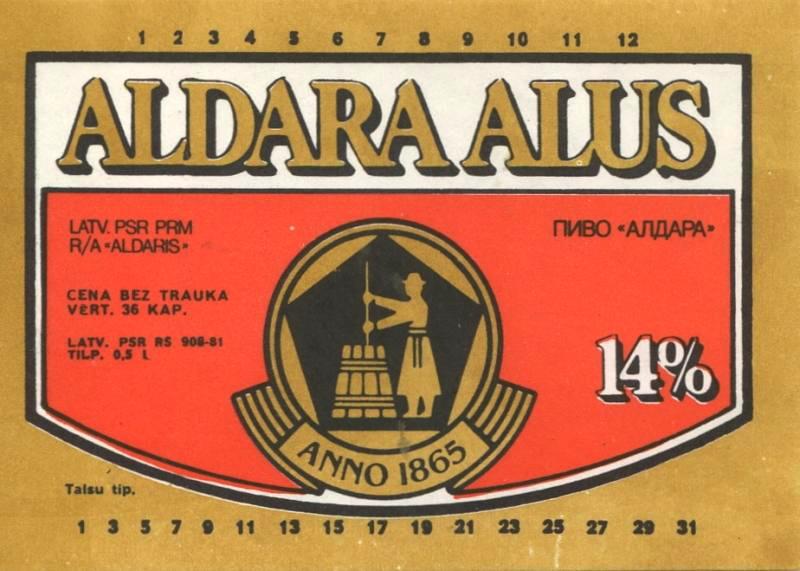 1 2 3 4 5 6 7 8 9 10 11 12
ALDARA ALUS
LATV. PSR PRM
R/A «ALDARIS»
ПИВО «АЛДАРА»
CENA BEZ TRAUKA
VĒRT. 36 KAP.
LATV. PSR RS 908-81
TILP. 0,5 L
14%
ANNO 1865
Talsu tip.
1 3 5 7 9 11 13 15 17 19 21 23 25 27 29 31